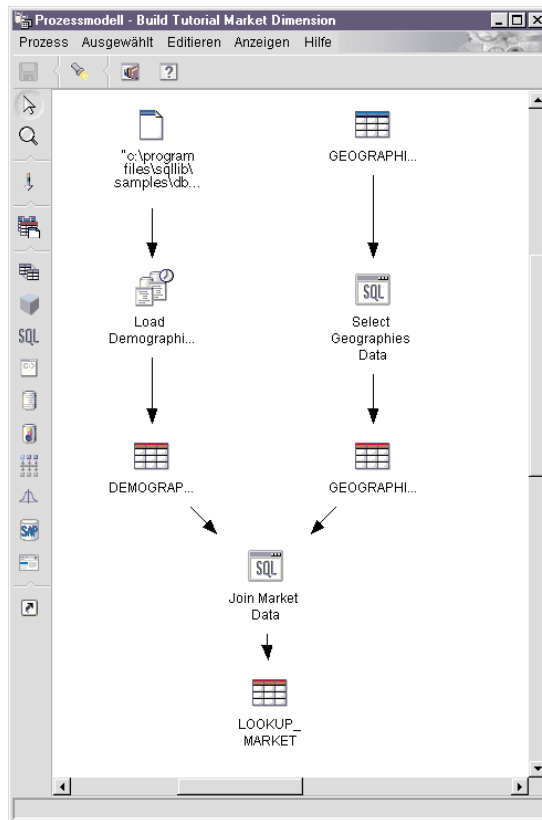 Prozessmodell - Build Tutorial Market Dimension
Prozess Ausgewählt Editieren Anzeigen Hilfe
"c:\program
files\sqllib\
samples\db...
GEOGRAPHI...
Load
Demographi...
SQL
Select
Geographies
Data
DEMOGRAP...
GEOGRAPHI...
SQL
Join Market
Data
LOOKUP_
MARKET
SQL
SAP